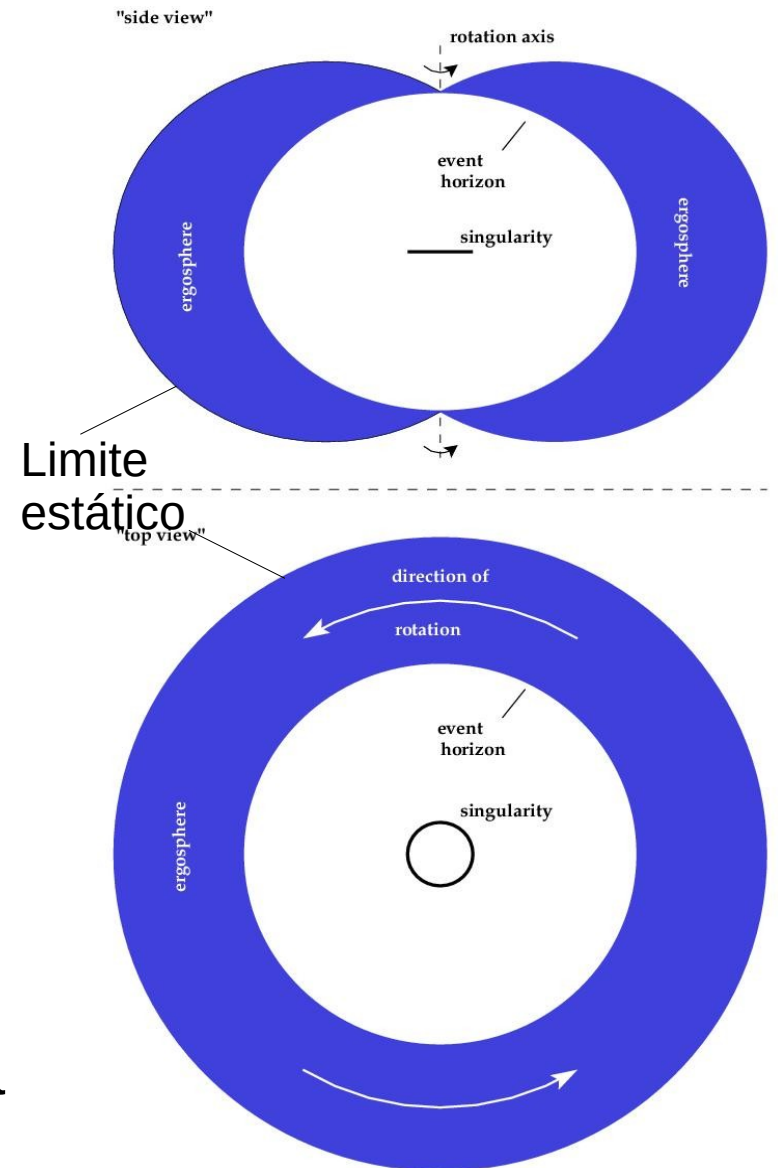 "side view"
rotation axis
event
horizon
singularity
ergosphere
ergosphere
Limite
estático
"top view"
direction of
rotation
event
horizon
singularity
ergosphere